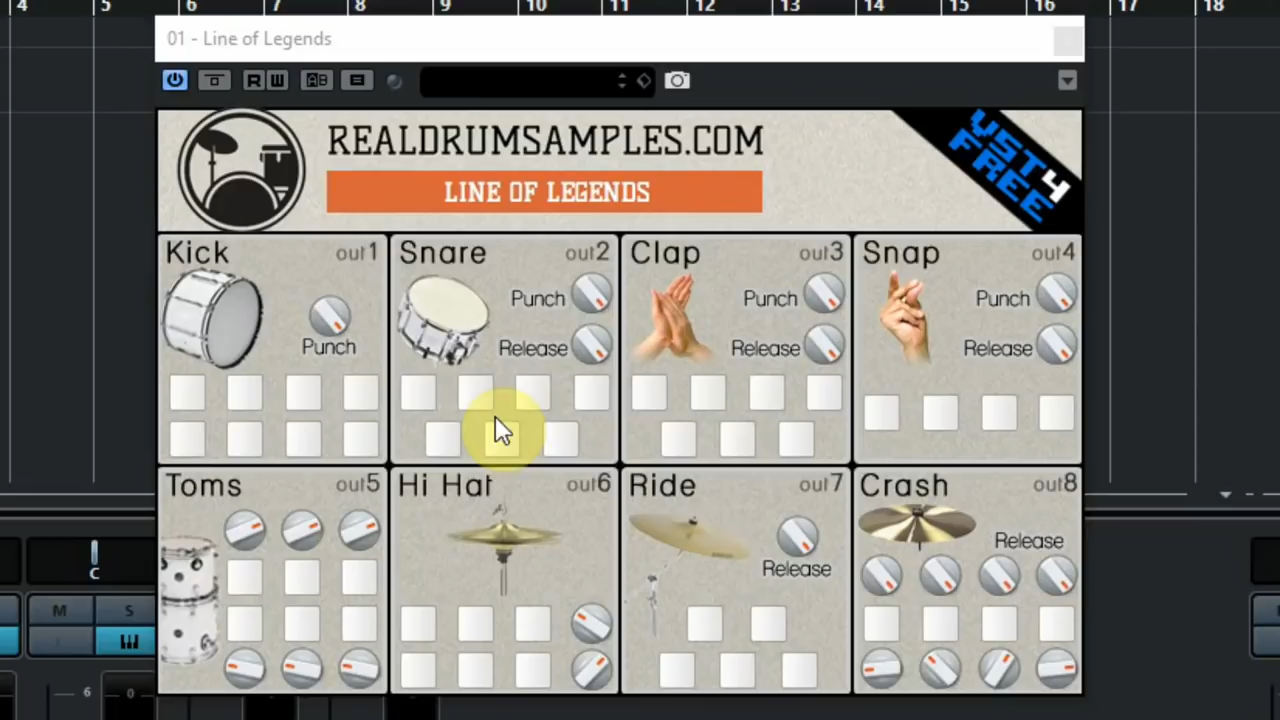 4 5 6 7 8 9 10 11 12 13 14 15 16 17 18
01 - Line of Legends
R W
REALDRUMSAMPLES.COM
LINE OF LEGENDS
VST4
FREE
Kick out1
Punch
Snare out2
Punch
Release
Clap out3
Punch
Release
Snap out4
Punch
Release
Toms out5
Hi Hat out6
Ride out7
Release
Crash out8
Release
C
M S
6 0